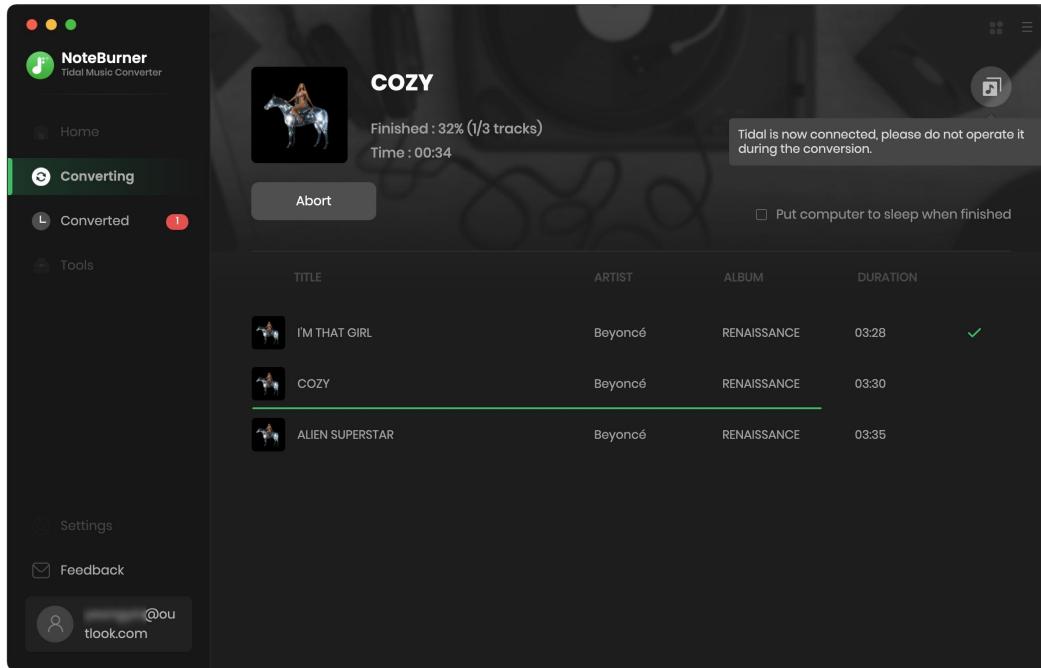 NoteBurner
Tidal Music Converter
Home
Converting
Converted 1
Tools
Settings
Feedback
@ou
tlook.com
COZY
Finished : 32% (1/3 tracks)
Time : 00:34
Abort
Tidal is now connected, please do not operate it
during the conversion.
Put computer to sleep when finished
TITLE ARTIST ALBUM DURATION
I'M THAT GIRL Beyoncé RENAISSANCE 03:28
COZY Beyoncé RENAISSANCE 03:30
ALIEN SUPERSTAR Beyoncé RENAISSANCE 03:35